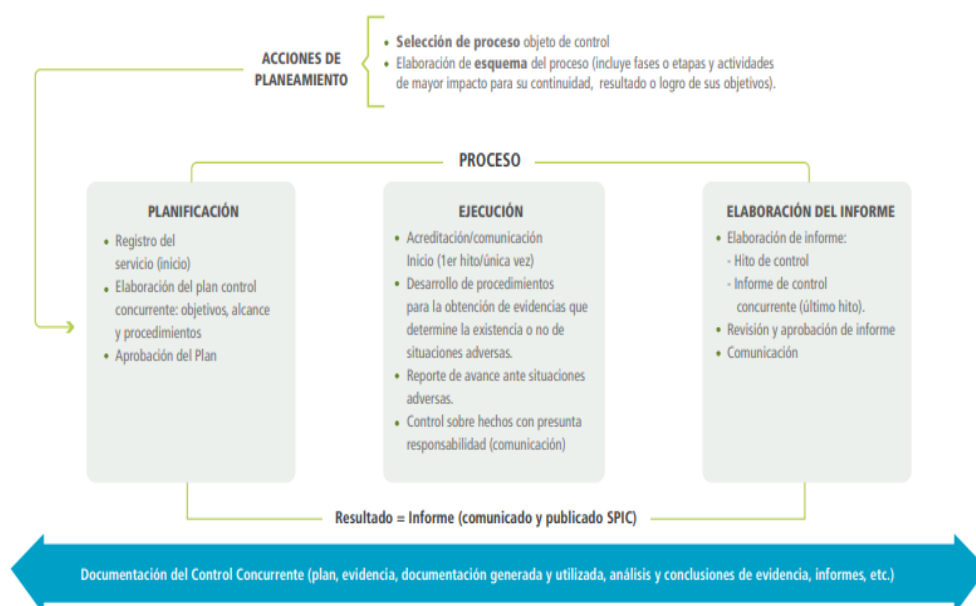 ACCIONES DE
PLANEAMIENTO
• Selección de proceso objeto de control
• Elaboración de esquema del proceso (incluye fases o etapas y actividades
de mayor impacto para su continuidad, resultado o logro de sus objetivos).
PROCESO
PLANIFICACIÓN
• Registro del
servicio (inicio)
• Elaboración del plan control
concurrente: objetivos, alcance
y procedimientos
• Aprobación del Plan
EJECUCIÓN
• Acreditación/comunicación
Inicio (1er hito/única vez)
• Desarrollo de procedimientos
para la obtención de evidencias que
determine la existencia o no de
situaciones adversas.
• Reporte de avance ante situaciones
adversas.
• Control sobre hechos con presunta
responsabilidad (comunicación)
ELABORACIÓN DEL INFORME
• Elaboración de informe:
- Hito de control
- Informe de control
concurrente (último hito).
• Revisión y aprobación de informe
• Comunicación
Resultado = Informe (comunicado y publicado SPIC)
Documentación del Control Concurrente (plan, evidencia, documentación generada y utilizada, análisis y conclusiones de evidencia, informes, etc.)